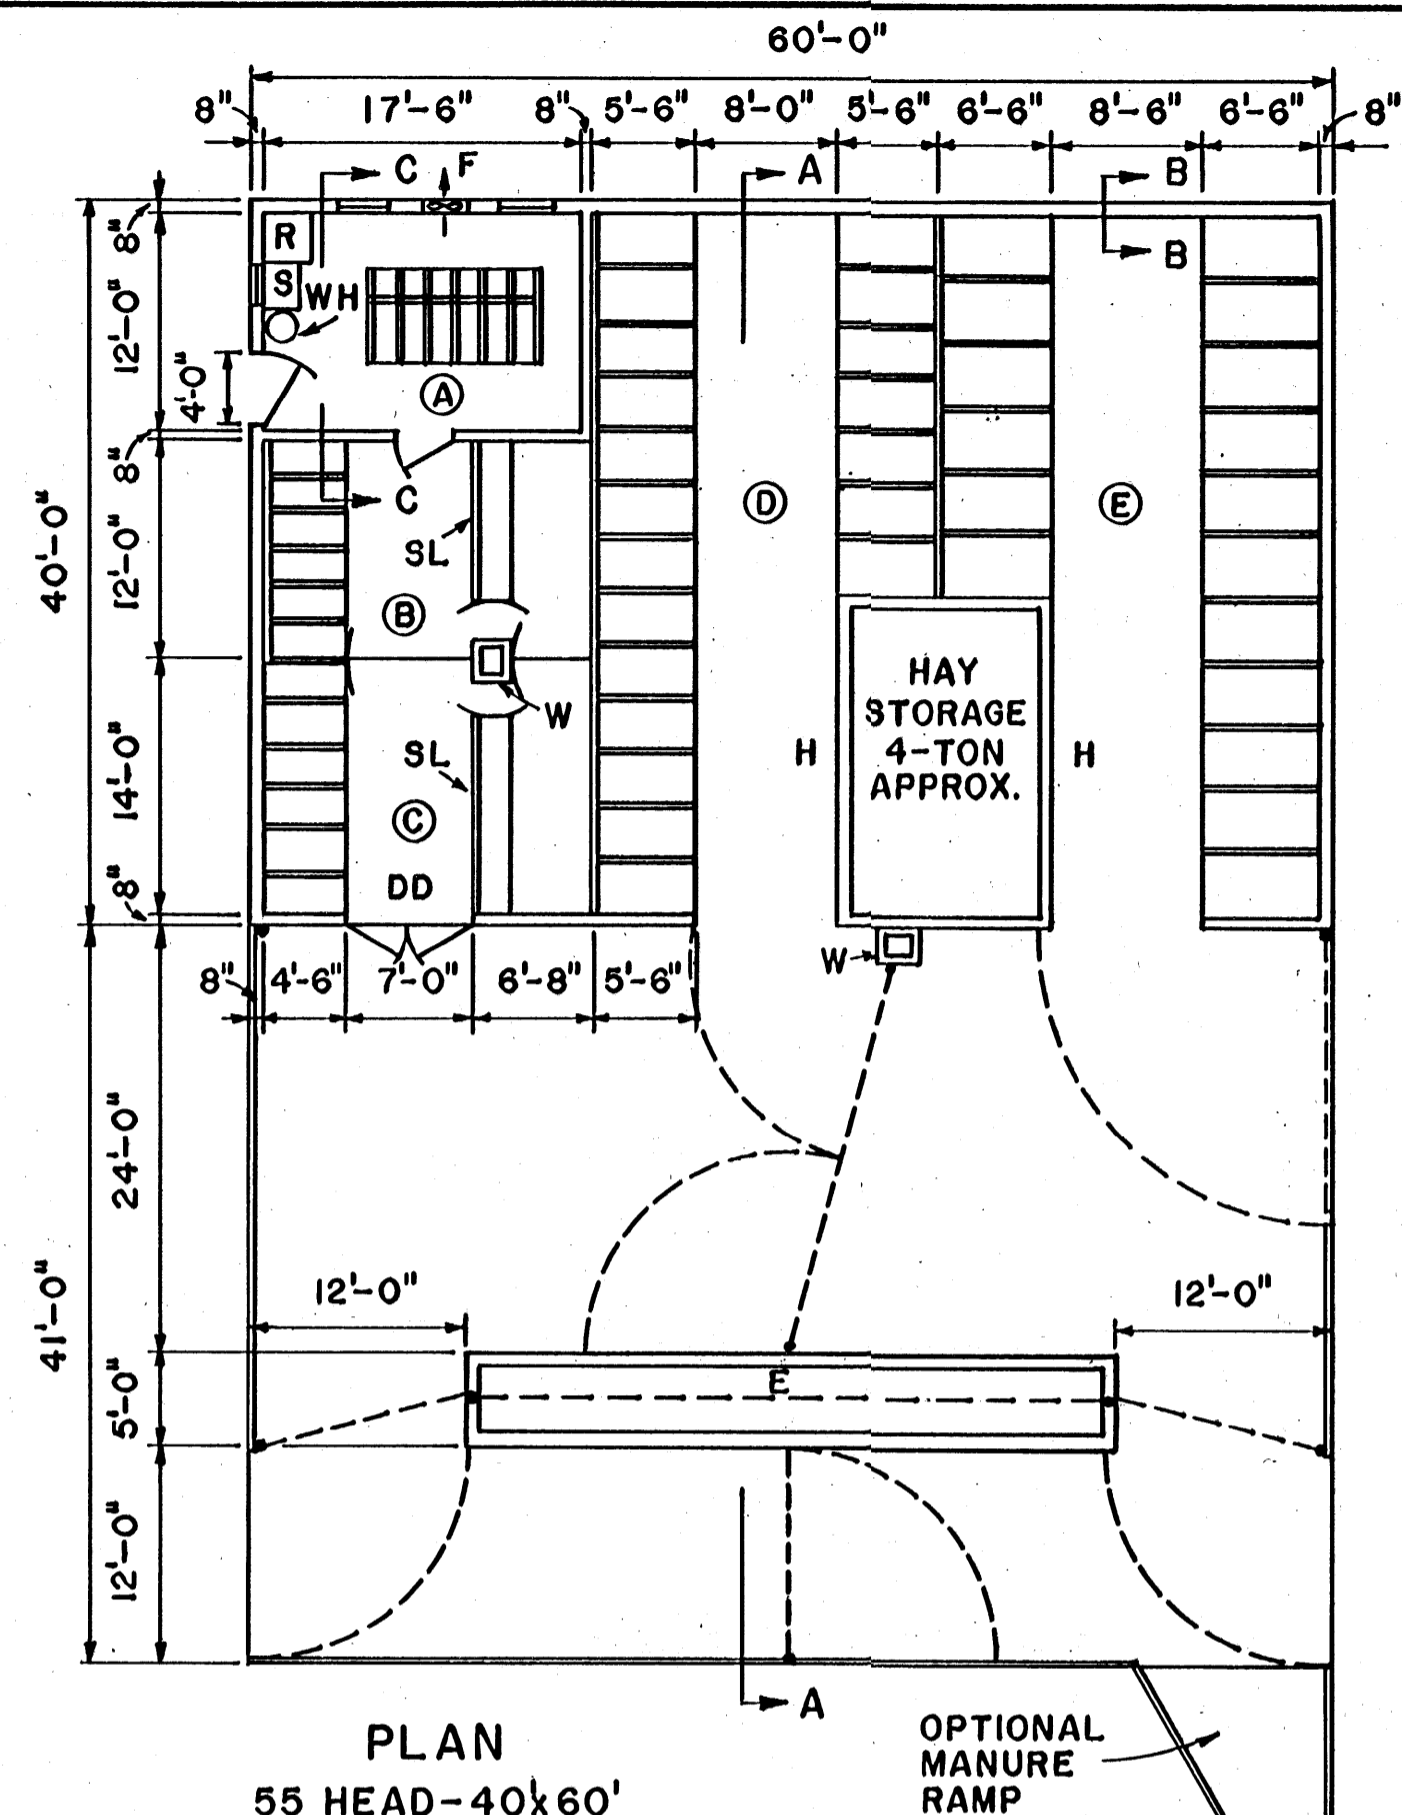 60'-0"
8" 17'-6" 8" 5'-6" 8'-0" 5'-6" 6'-6" 8'-6" 6'-6" 8"
C F A B
8"
R
B
S
WH
12'-0"
4'-0"
A
8"
C
D E
40'-0"
SL
12'-0"
B
HAY
STORAGE
4-TON
APPROX.
W
H H
SL
14'-0"
C
8"
DD
W
8" 4'-6" 7'-0" 6'-8" 5'-6"
24'-0"
12'-0" 12'-0"
41'-0"
E
5'-0"
12'-0"
A
PLAN
55 HEAD-40'x60'
OPTIONAL
MANURE
RAMP